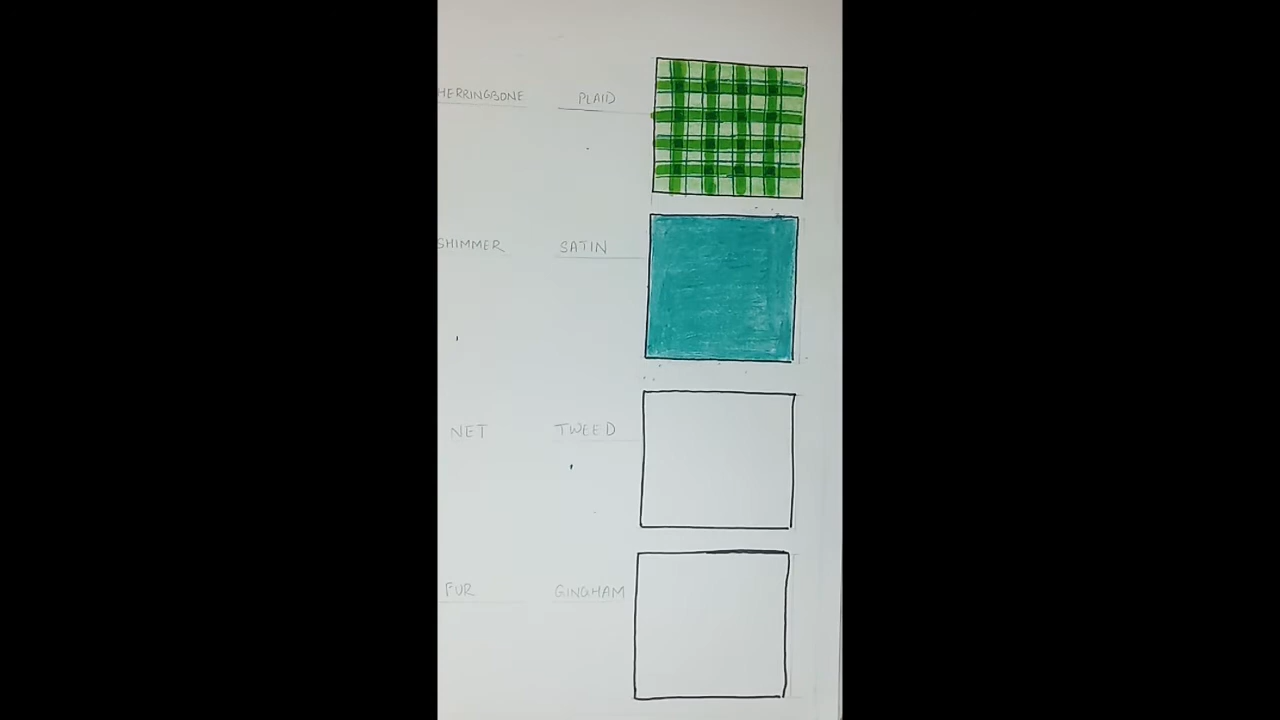 HERRINGBONE PLAID
SHIMMER SATIN
NET TWEED
FUR GINGHAM